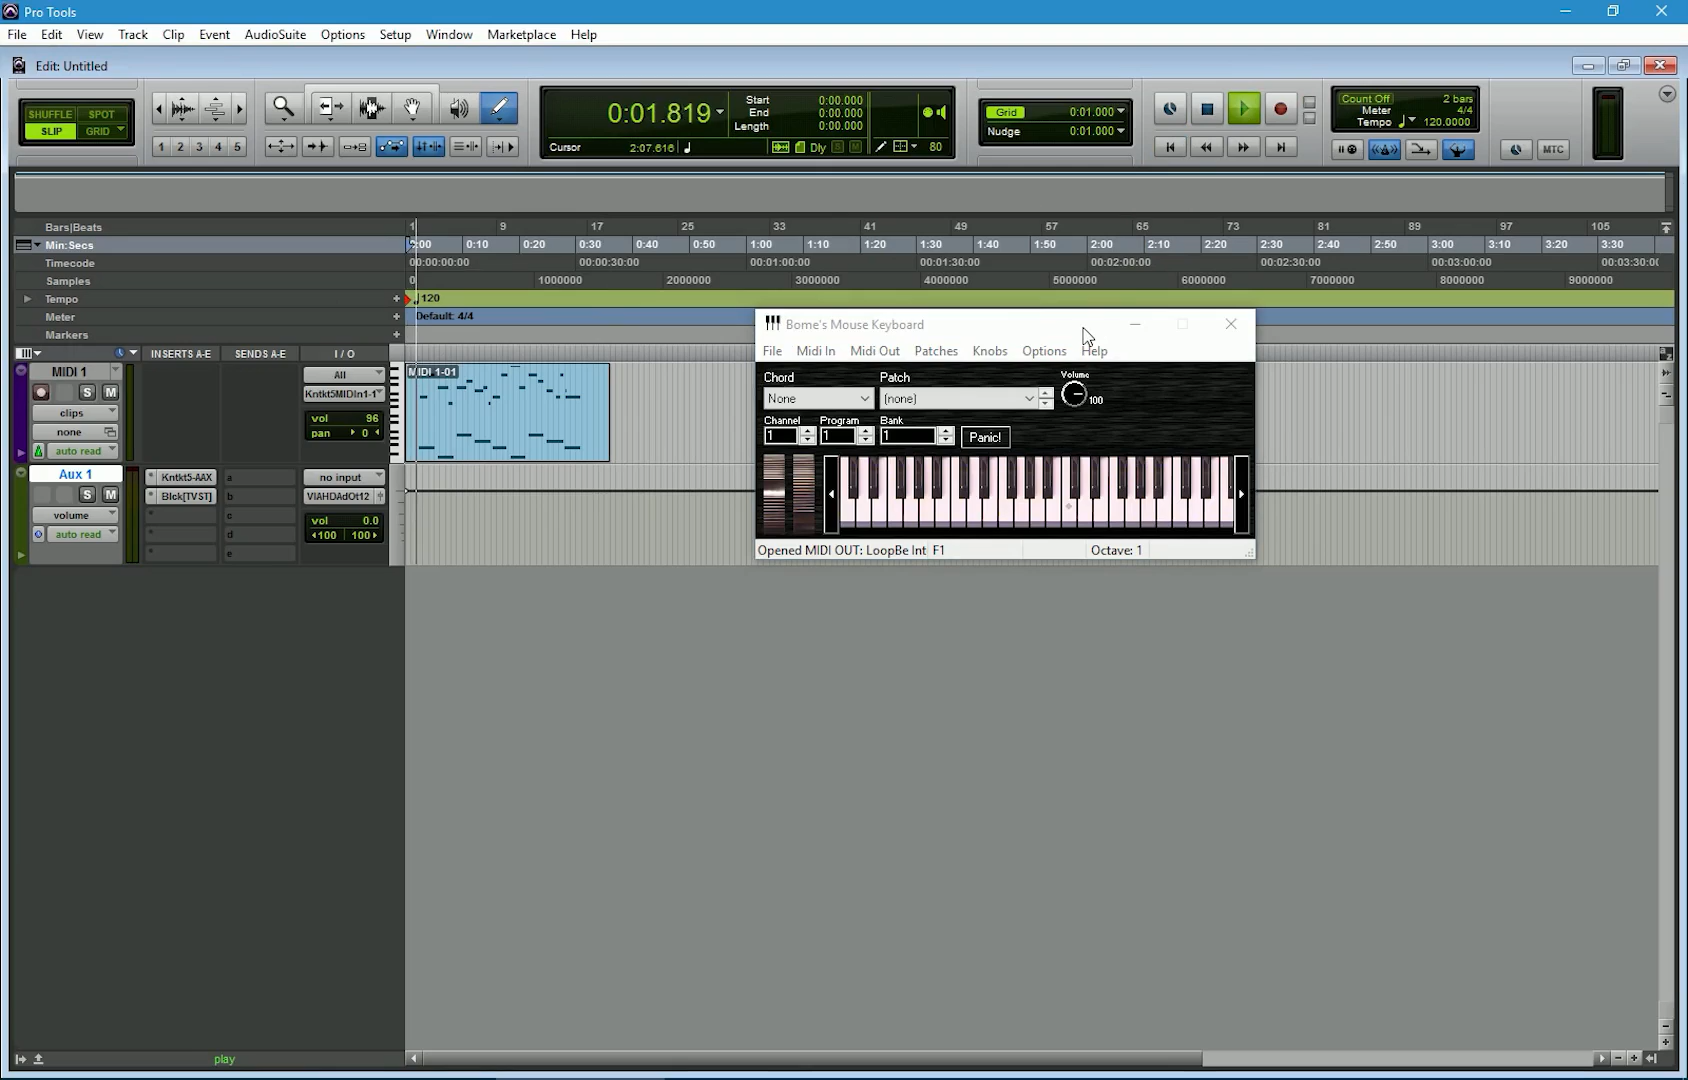 Pro Tools
File Edit View Track Clip Event AudioSuite Options Setup Window Marketplace Help
Edit: Untitled
SHUFFLE SPOT
SLIP GRID
1 2 3 4 5
0:01.819
Start 0:00.000
End 0:00.000
Length 0:00.000
Cursor 2:07.616
Dly S M 80
Grid 0:01.000
Nudge 0:01.000
Count Off 2 bars
Meter 4/4
Tempo 120.0000
MTC
Bars|Beats 1 9 17 25 33 41 49 57 65 73 81 89 97 105
Min:Secs 0:00 0:10 0:20 0:30 0:40 0:50 1:00 1:10 1:20 1:30 1:40 1:50 2:00 2:10 2:20 2:30 2:40 2:50 3:00 3:10 3:20 3:30
Timecode 00:00:00:00 00:00:30:00 00:01:00:00 00:01:30:00 00:02:00:00 00:02:30:00 00:03:00:00 00:03:30:0
Samples 0 1000000 2000000 3000000 4000000 5000000 6000000 7000000 8000000 9000000
Tempo 120
Meter Default: 4/4
Markers
INSERTS A-E SENDS A-E I / O
MIDI 1
S M
clips
none
auto read
All
Kntkt5MIDIn1-1
vol 96
pan 0
MIDI 1-01
Aux 1
S M
volume
auto read
Kntkt5-AAX
Blck[TVST]
a
b
c
d
e
no input
VIAHDAdOt12
vol 0.0
100 100
Bome's Mouse Keyboard
File Midi In Midi Out Patches Knobs Options Help
Chord Patch Volume
None (none) 100
Channel Program Bank
1 1 1 Panic!
Opened MIDI OUT: LoopBe Int F1 Octave: 1
play